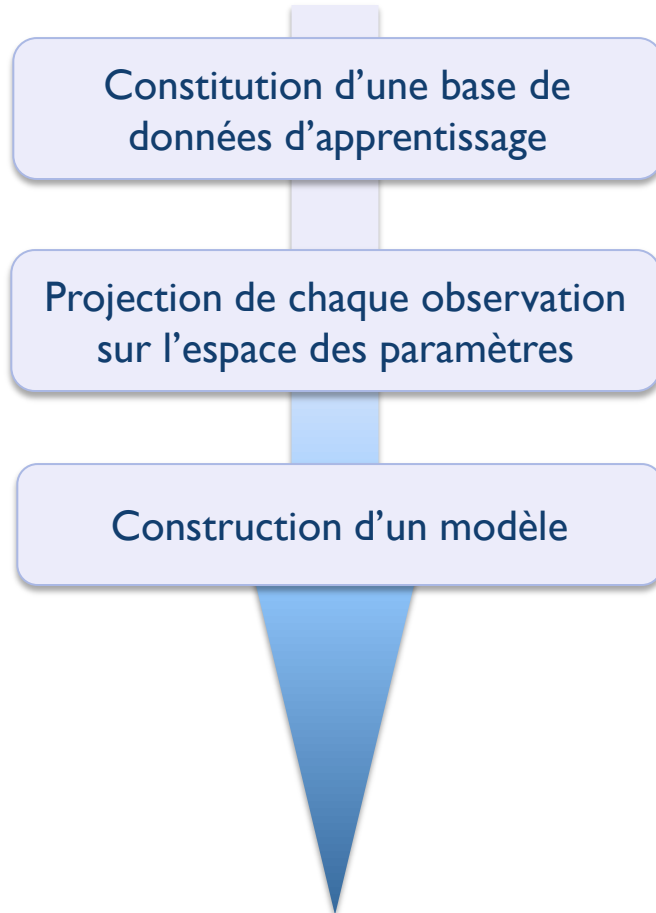 Constitution d’une base de
données d’apprentissage
Projection de chaque observation
sur l’espace des paramètres
Construction d’un modèle